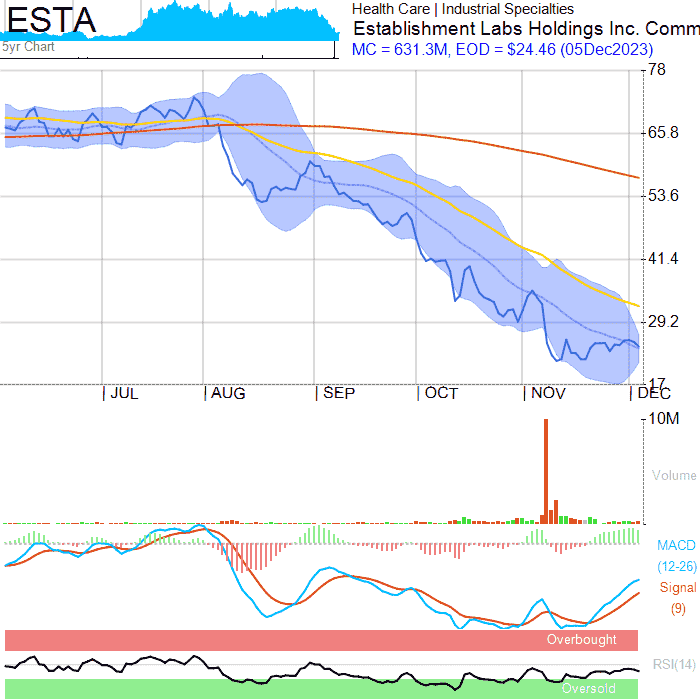 ESTA
5yr Chart
Health Care | Industrial Specialties
Establishment Labs Holdings Inc. Comm
MC = 631.3M, EOD = $24.46 (05Dec2023)
78
65.8
53.6
41.4
29.2
17
JUL AUG SEP OCT NOV DEC
10M
Volume
MACD
(12-26)
Signal
(9)
Overbought
RSI(14)
Oversold